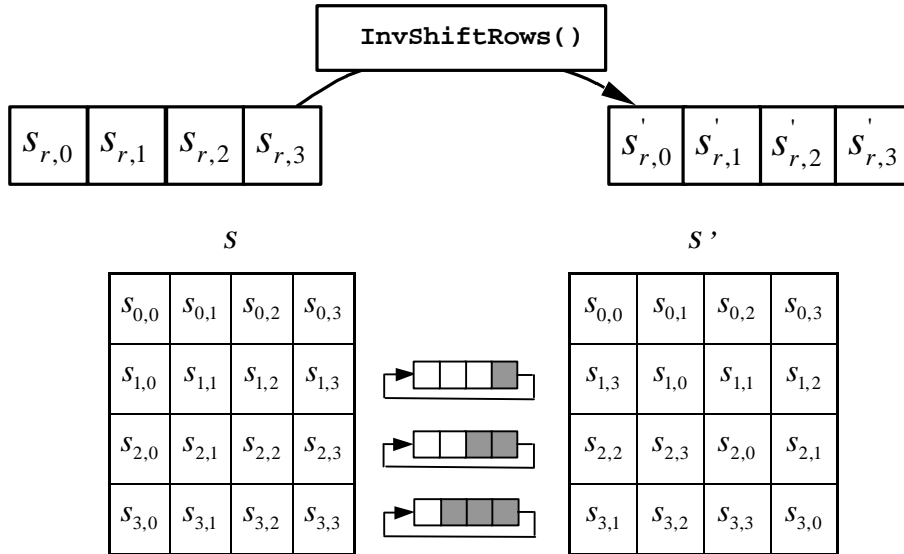 InvShiftRows()
s_{r,0} s_{r,1} s_{r,2} s_{r,3} s'_{r,0} s'_{r,1} s'_{r,2} s'_{r,3}
S S ’
s_{0,0} s_{0,1} s_{0,2} s_{0,3} s_{0,0} s_{0,1} s_{0,2} s_{0,3}
s_{1,0} s_{1,1} s_{1,2} s_{1,3} s_{1,3} s_{1,0} s_{1,1} s_{1,2}
s_{2,0} s_{2,1} s_{2,2} s_{2,3} s_{2,2} s_{2,3} s_{2,0} s_{2,1}
s_{3,0} s_{3,1} s_{3,2} s_{3,3} s_{3,1} s_{3,2} s_{3,3} s_{3,0}